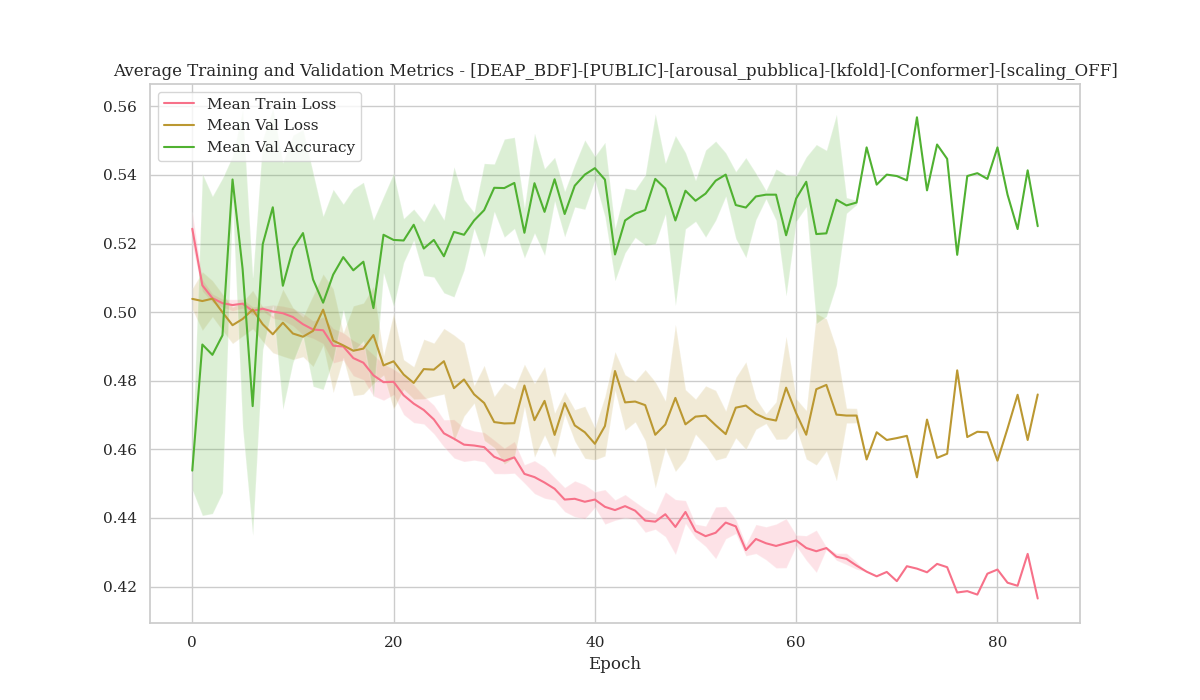 Average Training and Validation Metrics - [DEAP_BDF]-[PUBLIC]-[arousal_pubblica]-[kfold]-[Conformer]-[scaling_OFF]
Mean Train Loss
Mean Val Loss
Mean Val Accuracy
0.56
0.54
0.52
0.50
0.48
0.46
0.44
0.42
0 20 40 60 80
Epoch